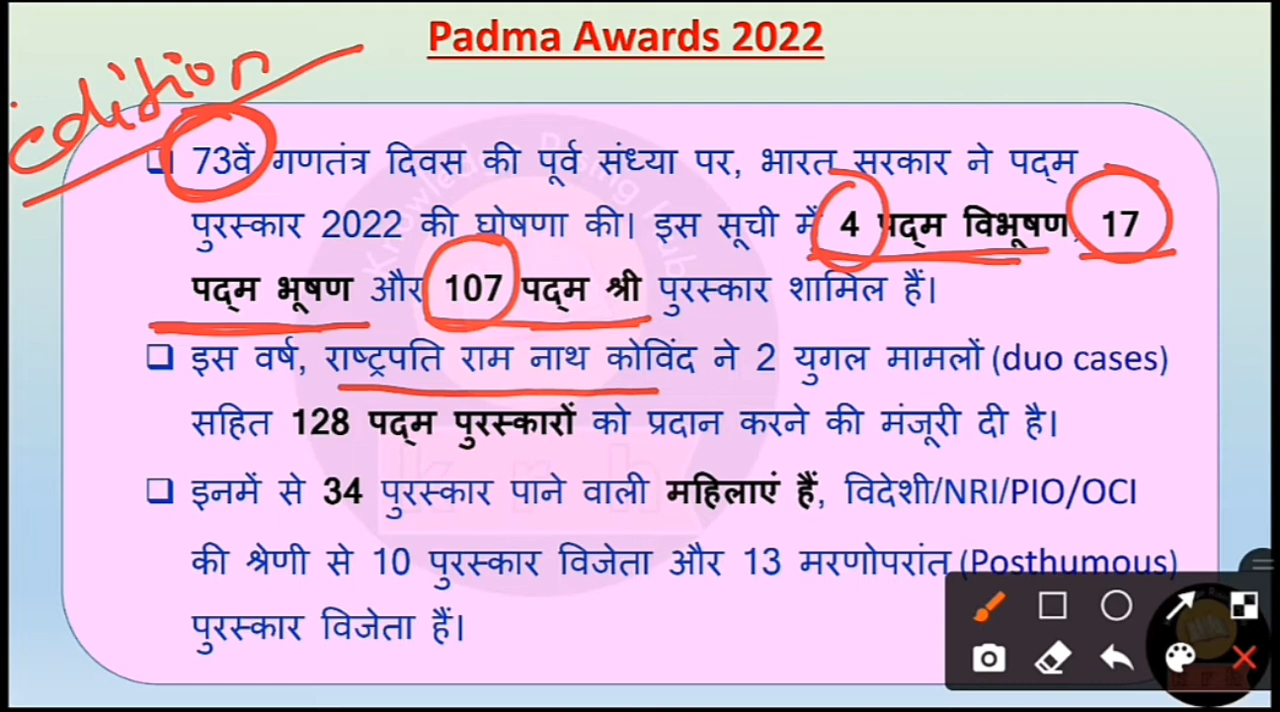 Padma Awards 2022
edition
73वें गणतंत्र दिवस की पूर्व संध्या पर, भारत सरकार ने पद्म
पुरस्कार 2022 की घोषणा की। इस सूची में 4 पद्म विभूषण, 17
पद्म भूषण और 107 पद्म श्री पुरस्कार शामिल हैं।
इस वर्ष, राष्ट्रपति राम नाथ कोविंद ने 2 युगल मामलों (duo cases)
सहित 128 पद्म पुरस्कारों को प्रदान करने की मंजूरी दी है।
इनमें से 34 पुरस्कार पाने वाली महिलाएं हैं, विदेशी/NRI/PIO/OCI
की श्रेणी से 10 पुरस्कार विजेता और 13 मरणोपरांत (Posthumous)
पुरस्कार विजेता हैं।
krh